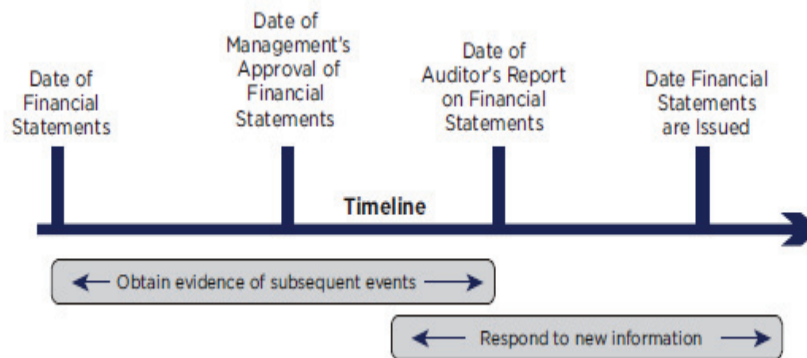 Date of
Financial
Statements
Date of
Management's
Approval of
Financial
Statements
Date of
Auditor's Report
on Financial
Statements
Date Financial
Statements
are Issued
Timeline
Obtain evidence of subsequent events
Respond to new information